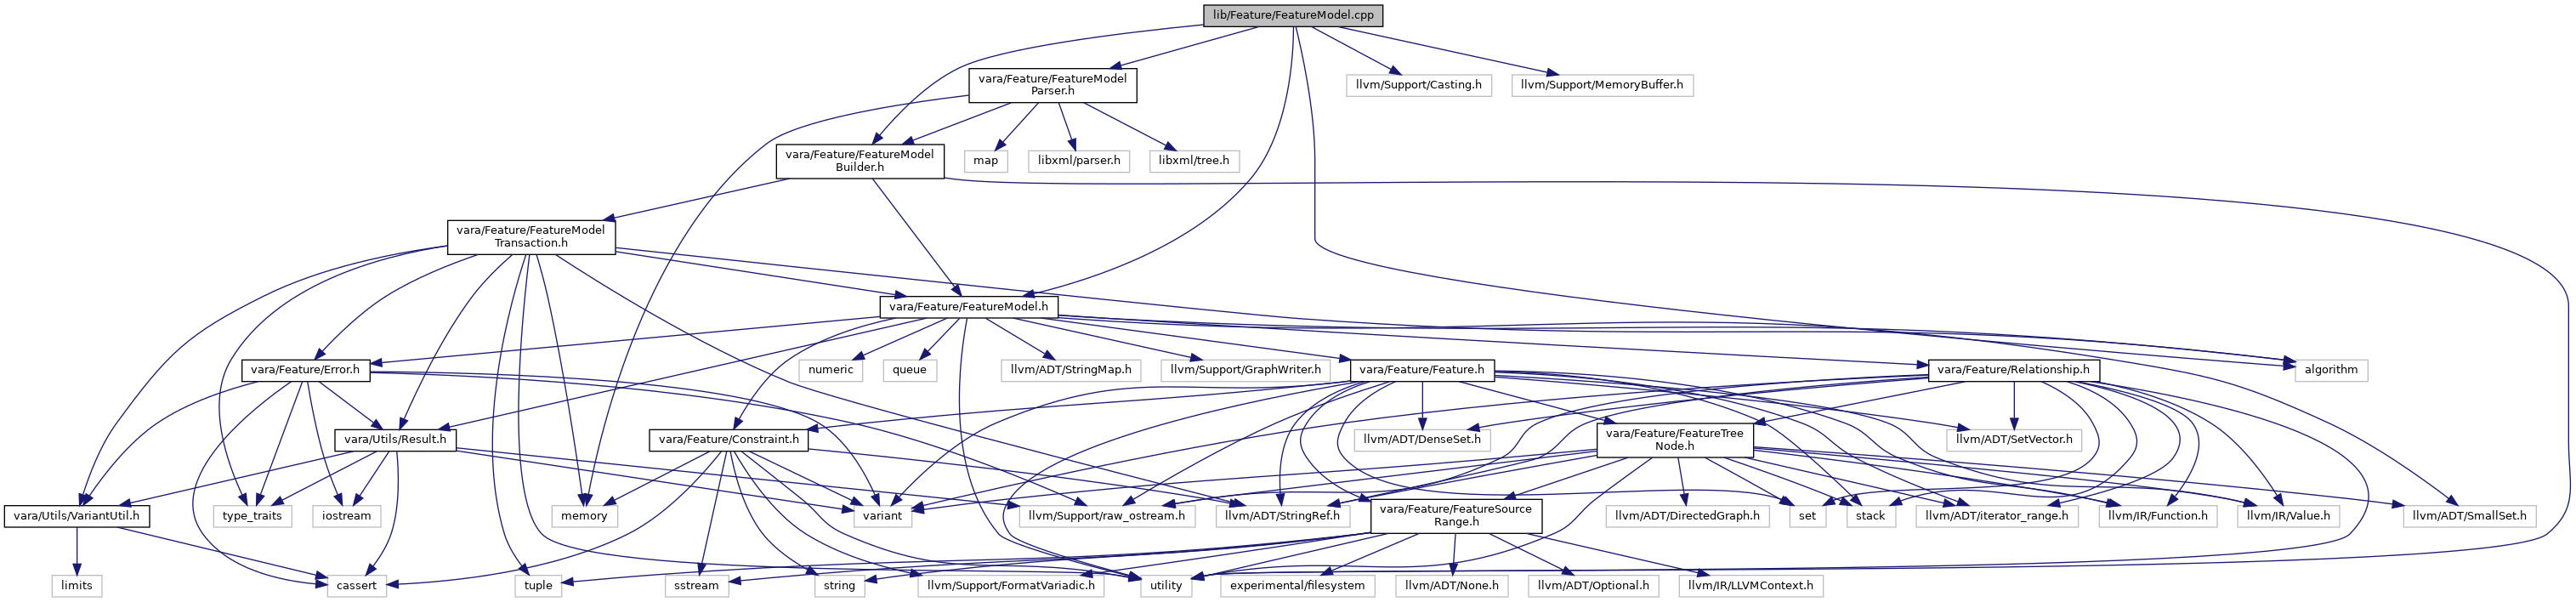 lib/Feature/FeatureModel.cpp
vara/Feature/FeatureModel
Parser.h
llvm/Support/Casting.h
llvm/Support/MemoryBuffer.h
vara/Feature/FeatureModel
Builder.h
map
libxml/parser.h
libxml/tree.h
vara/Feature/FeatureModel
Transaction.h
vara/Feature/FeatureModel.h
vara/Feature/Error.h
numeric
queue
llvm/ADT/StringMap.h
llvm/Support/GraphWriter.h
vara/Feature/Feature.h
vara/Feature/Relationship.h
algorithm
vara/Utils/Result.h
vara/Feature/Constraint.h
llvm/ADT/DenseSet.h
vara/Feature/FeatureTree
Node.h
llvm/ADT/SetVector.h
vara/Utils/VariantUtil.h
type_traits
iostream
memory
variant
llvm/Support/raw_ostream.h
llvm/ADT/StringRef.h
vara/Feature/FeatureSource
Range.h
llvm/ADT/DirectedGraph.h
set
stack
llvm/ADT/iterator_range.h
llvm/IR/Function.h
llvm/IR/Value.h
llvm/ADT/SmallSet.h
limits
cassert
tuple
sstream
string
llvm/Support/FormatVariadic.h
utility
experimental/filesystem
llvm/ADT/None.h
llvm/ADT/Optional.h
llvm/IR/LLVMContext.h